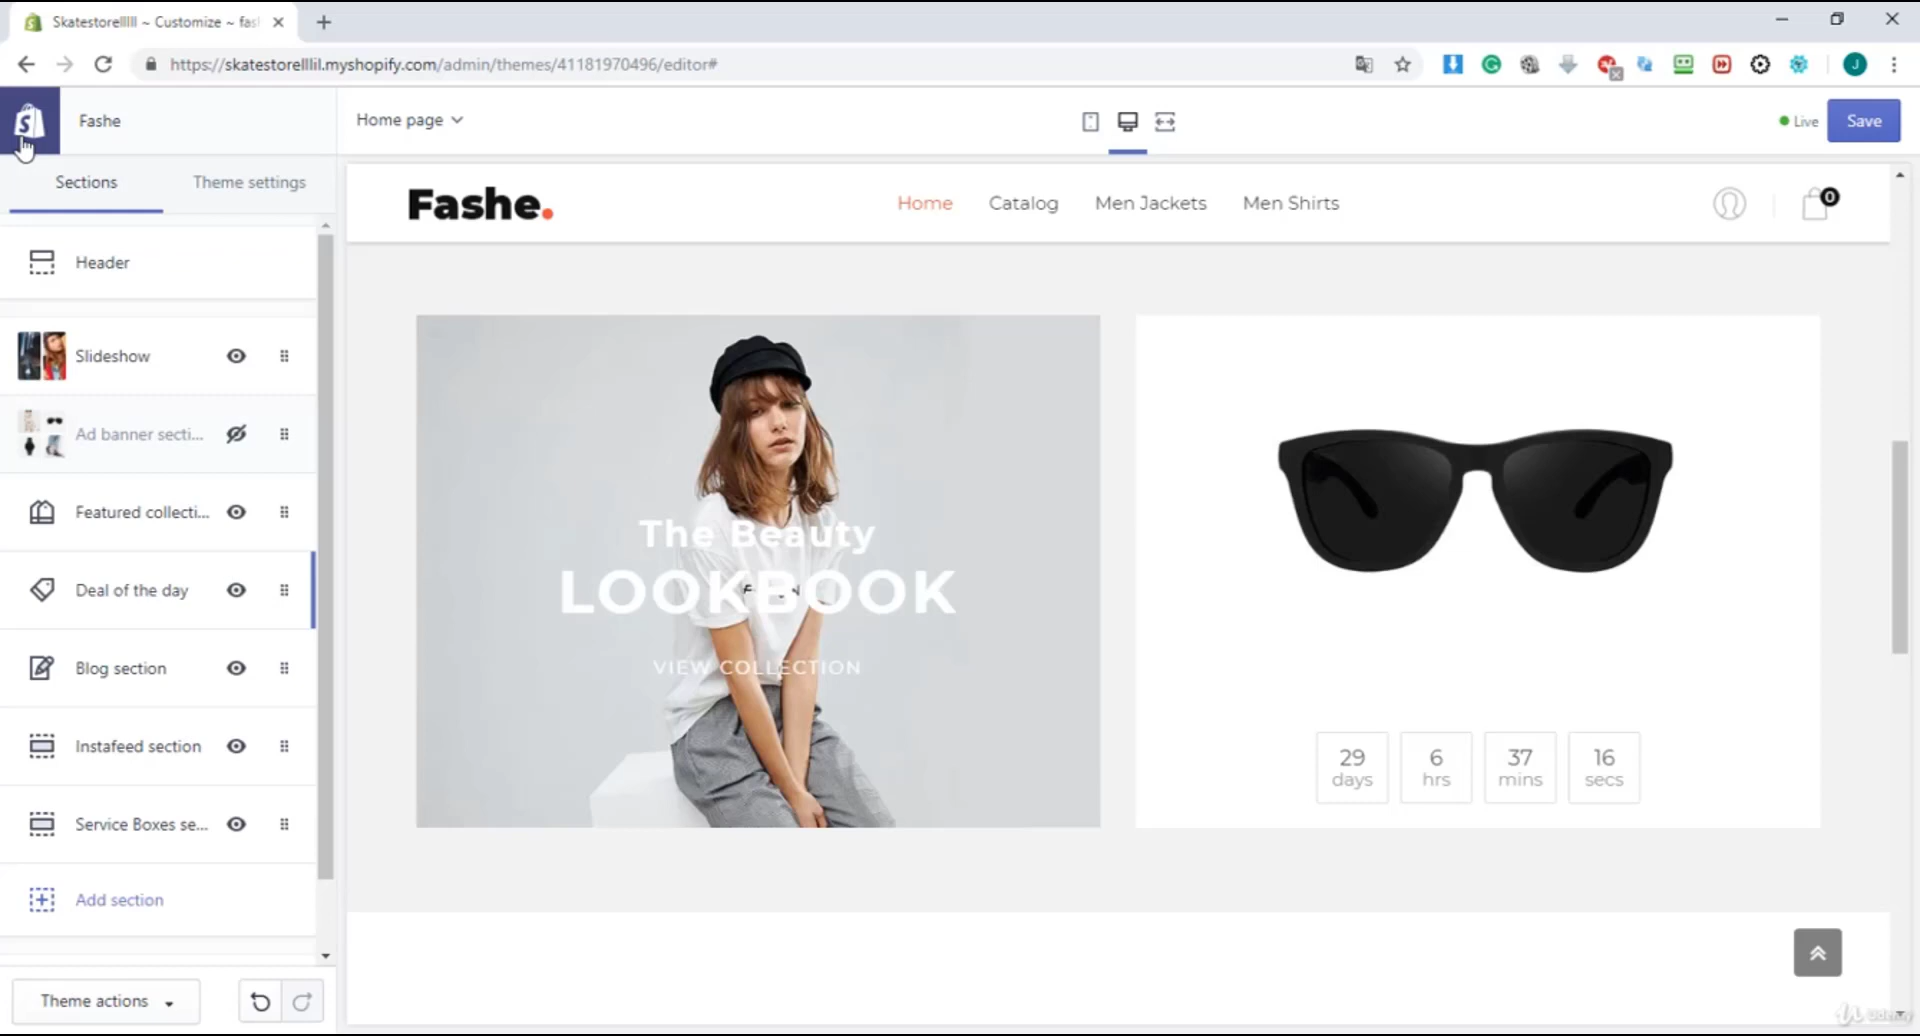 Skatestorelllll ~ Customize ~ fas
https://skatestorelllil.myshopify.com/admin/themes/41181970496/editor#
J
Fashe
Home page
Live
Save
Sections
Theme settings
Header
Slideshow
Ad banner secti...
Featured collecti...
Deal of the day
Blog section
Instafeed section
Service Boxes se...
Add section
Theme actions
Fashe.
Home
Catalog
Men Jackets
Men Shirts
0
The Beauty
LOOKBOOK
VIEW COLLECTION
29 days
6 hrs
37 mins
16 secs
Udemy